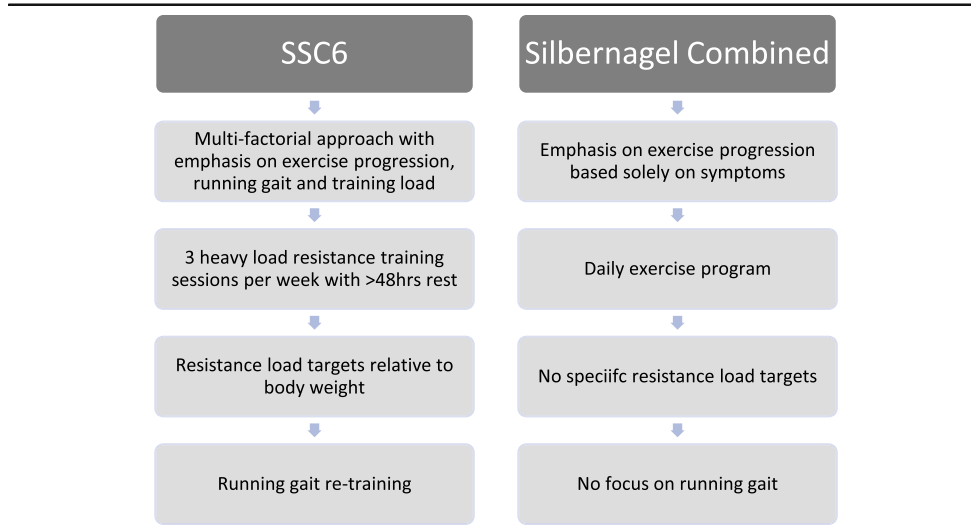 SSC6
Multi-factorial approach with
emphasis on exercise progression,
running gait and training load
3 heavy load resistance training
sessions per week with >48hrs rest
Resistance load targets relative to
body weight
Running gait re-training
Silbernagel Combined
Emphasis on exercise progression
based solely on symptoms
Daily exercise program
No speciifc resistance load targets
No focus on running gait